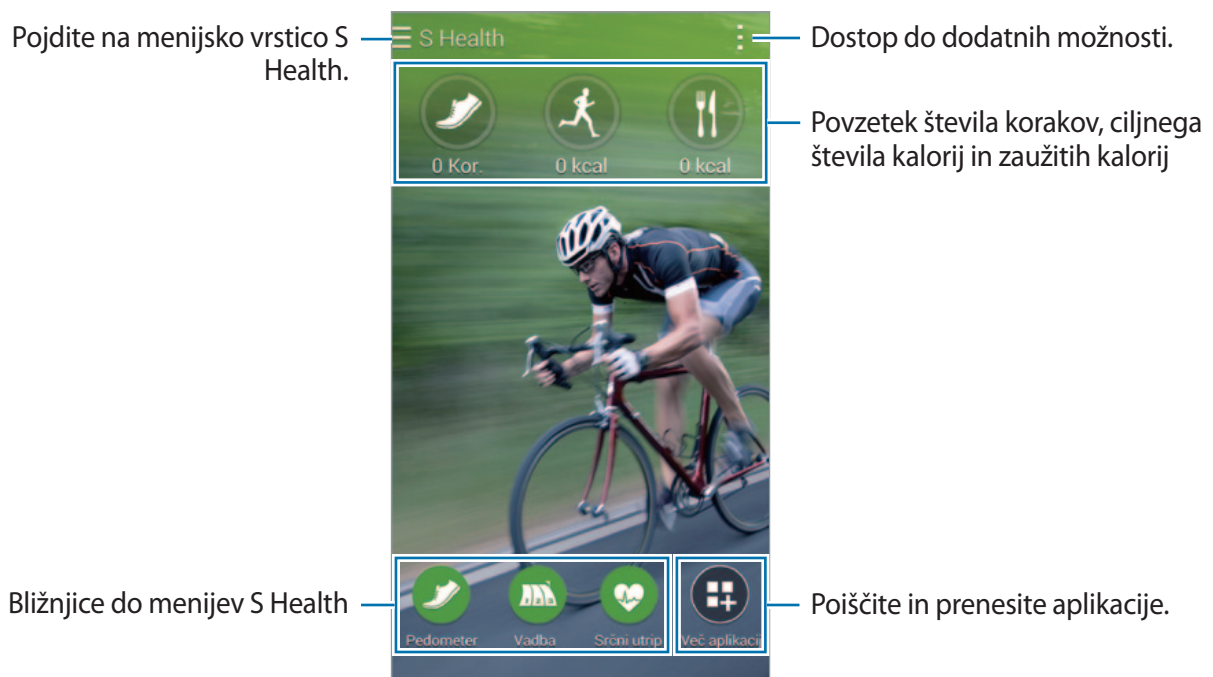 Pojdite na menijsko vrstico S
Health.
S Health
Dostop do dodatnih možnosti.
0 Kor.
0 kcal
0 kcal
Povzetek števila korakov, ciljnega
števila kalorij in zaužitih kalorij
Bližnjice do menijev S Health
Pedometer
Vadba
Srčni utrip
Več aplikacij
Poiščite in prenesite aplikacije.